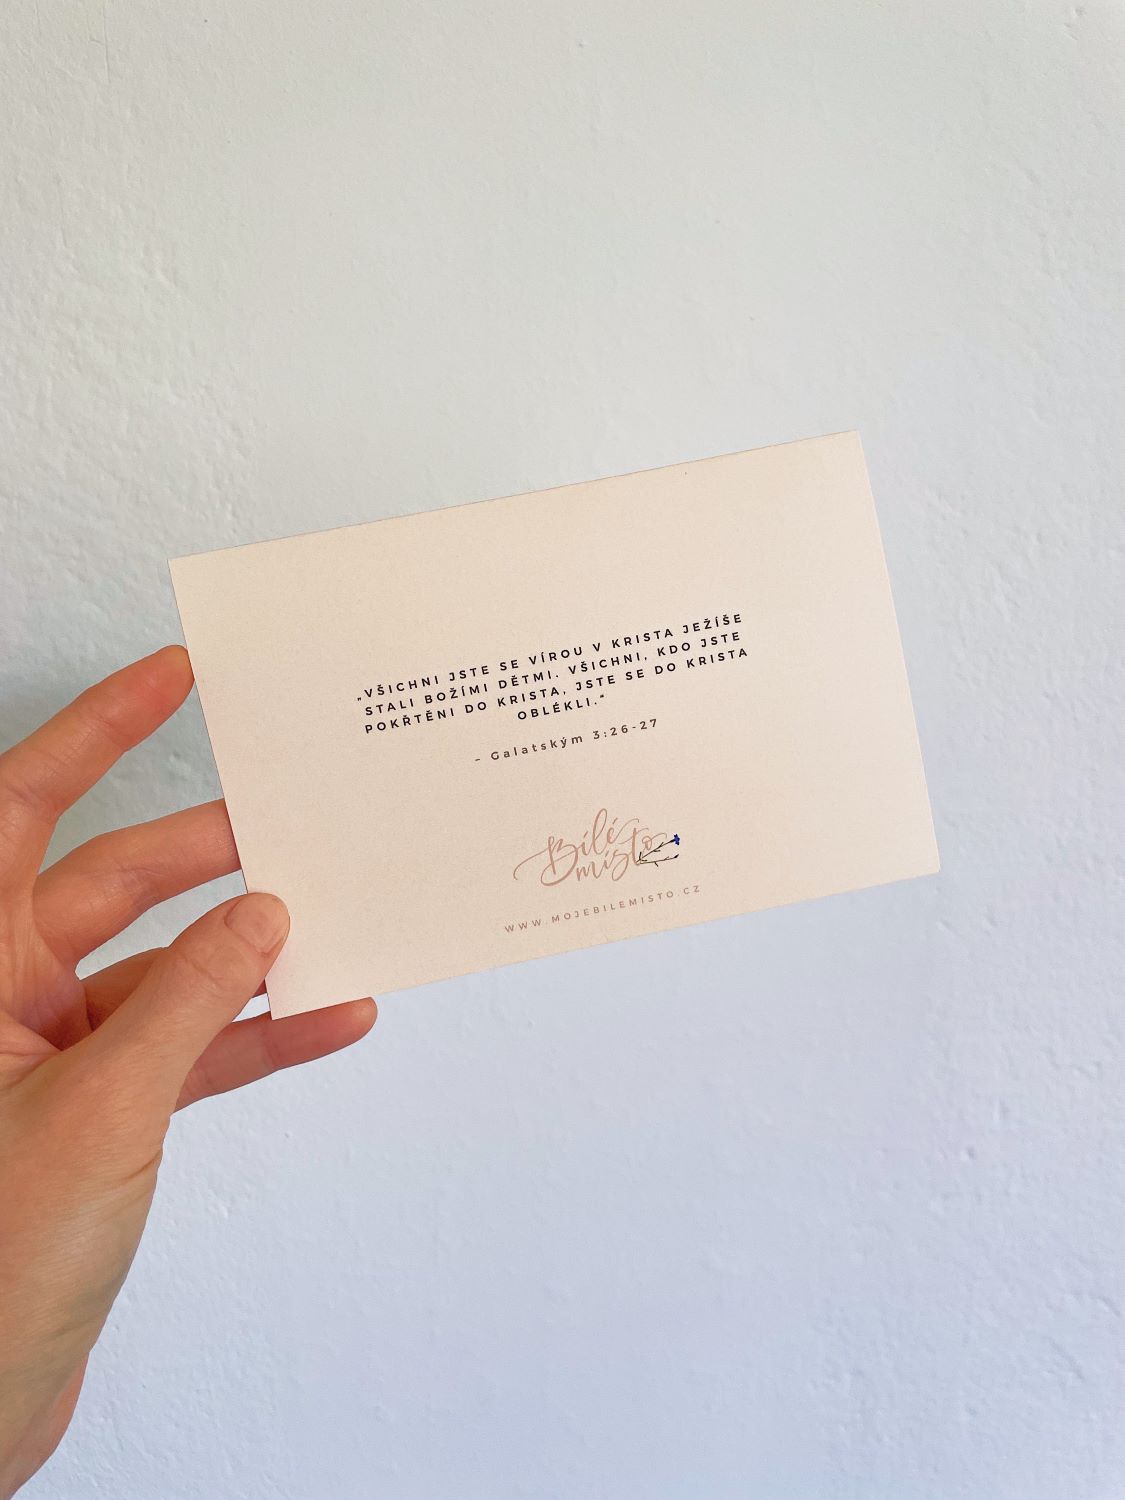 „VŠICHNI JSTE SE VÍROU V KRISTA JEŽÍŠE
STALI BOŽÍMI DĚTMI. VŠICHNI, KDO JSTE
POKŘTĚNI DO KRISTA, JSTE SE DO KRISTA
OBLÉKLI.“
– Galatským 3:26-27
Bílé
místo
WWW.MOJEBILEMISTO.CZ